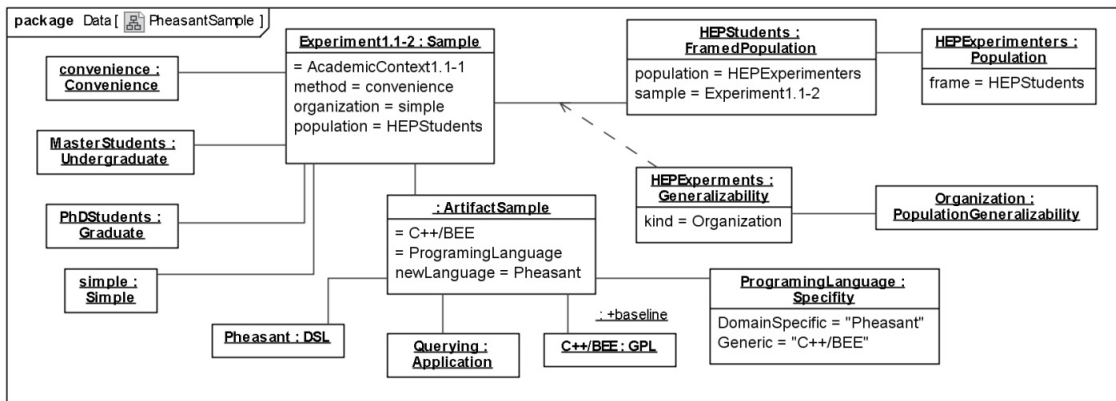 package Data [ PheasantSample ]
Experiment1.1-2 : Sample
= AcademicContext1.1-1
method = convenience
organization = simple
population = HEPStudents
HEPStudents :
FramedPopulation
population = HEPExperimenters
sample = Experiment1.1-2
HEPExperimenters :
Population
frame = HEPStudents
convenience :
Convenience
MasterStudents :
Undergraduate
PhDStudents :
Graduate
simple :
Simple
: ArtifactSample
= C++/BEE
= ProgramingLanguage
newLanguage = Pheasant
HEPExperments :
Generalizability
kind = Organization
Organization :
PopulationGeneralizability
Pheasant : DSL
Querying :
Application
: +baseline
C++/BEE : GPL
ProgramingLanguage :
Specifity
DomainSpecific = "Pheasant"
Generic = "C++/BEE"